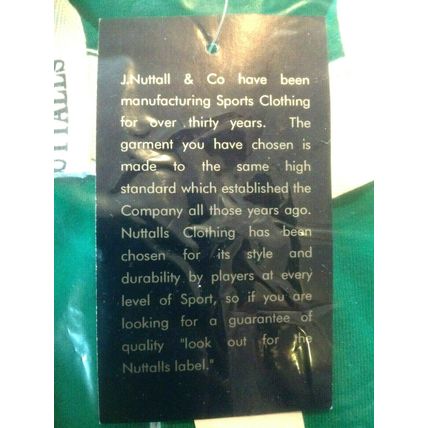 J.Nuttall & Co have been
manufacturing Sports Clothing
for over thirty years. The
garment you have chosen is
made to the same high
standard which established the
Company all those years ago.
Nuttalls Clothing has been
chosen for its style and
durability by players at every
level of Sport, so if you are
looking for a guarantee of
quality "look out for the
Nuttalls label."
UTTALLS